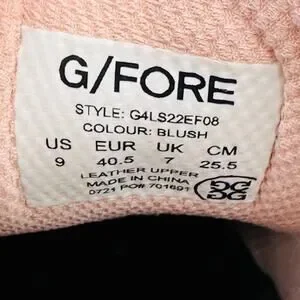 G/FORE
STYLE: G4LS22EF08
COLOUR: BLUSH
US EUR UK CM
9 40.5 7 25.5
LEATHER UPPER
MADE IN CHINA
0721 PO# 701691